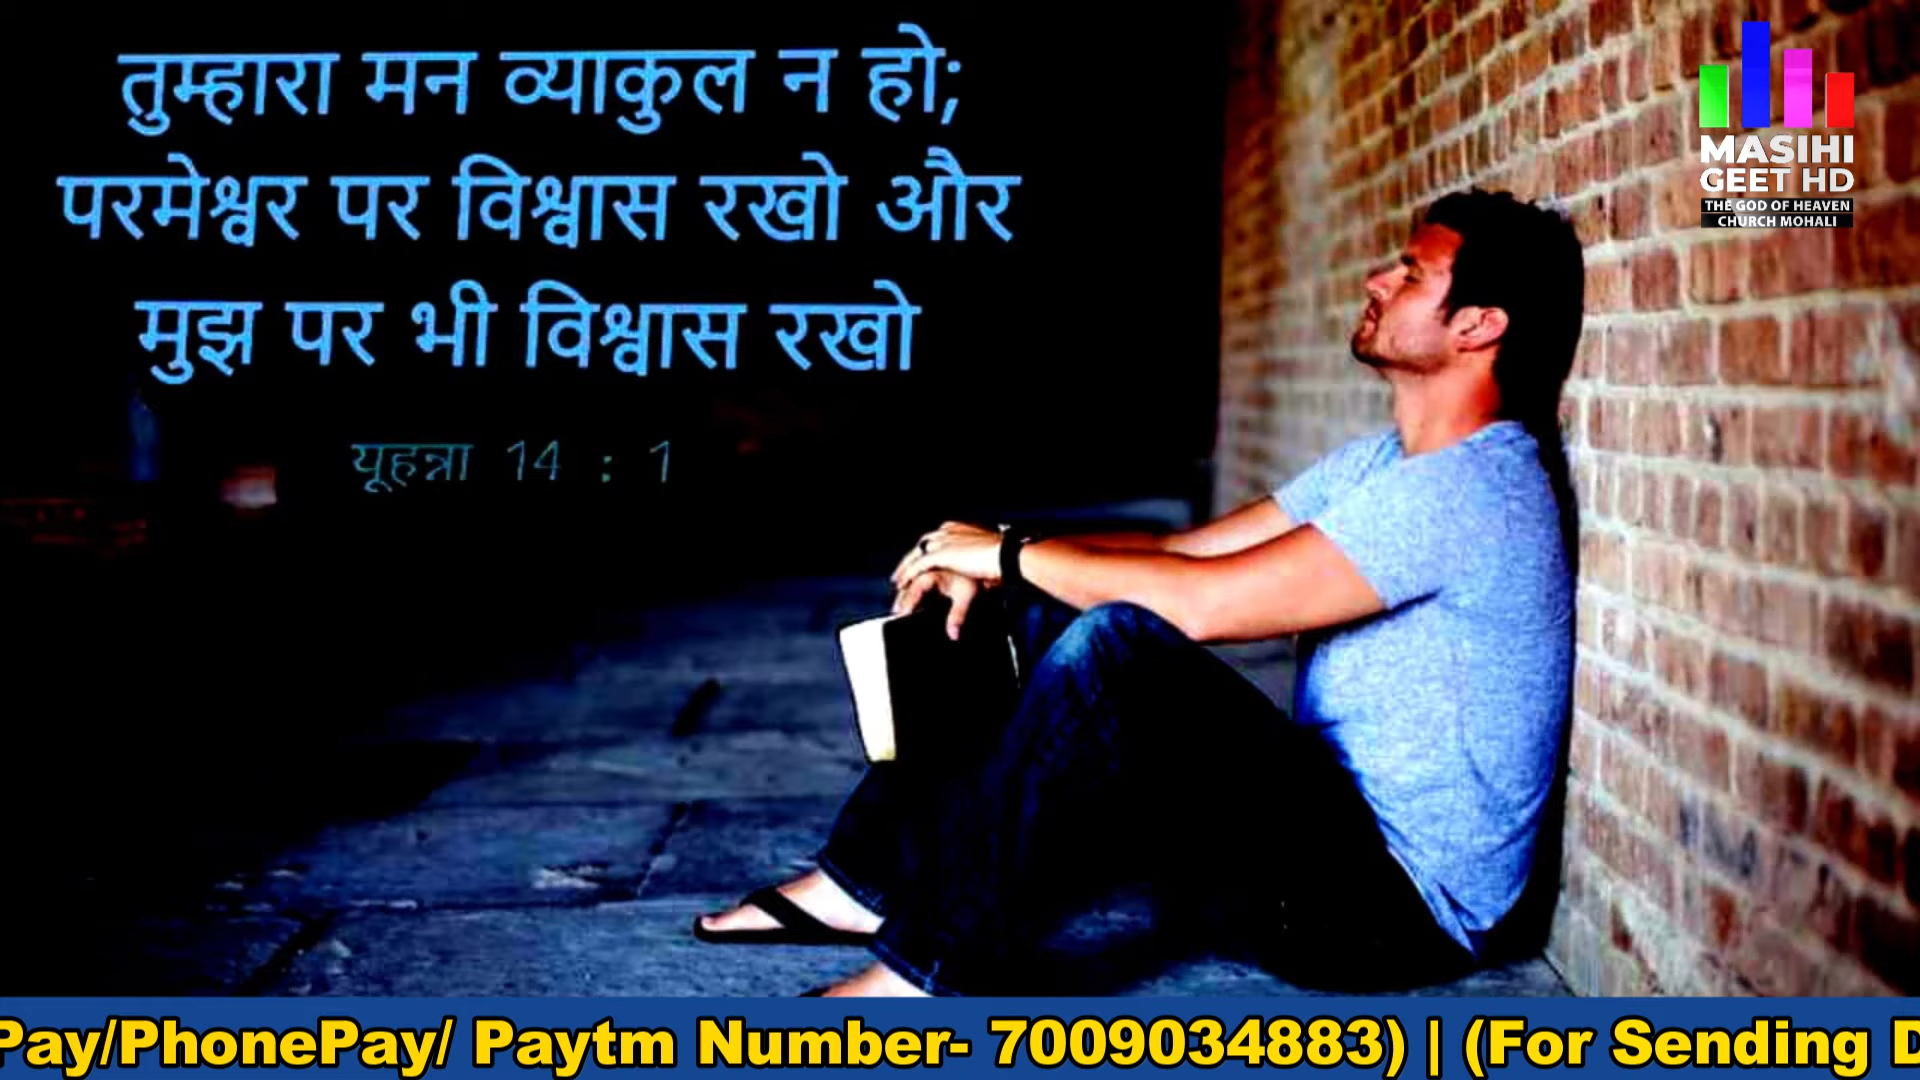 तुम्हारा मन व्याकुल न हो;
परमेश्वर पर विश्वास रखो और
मुझ पर भी विश्वास रखो
यूहन्ना 14 : 1
MASIHI
GEET HD
THE GOD OF HEAVEN
CHURCH MOHALI
Pay/PhonePay/ Paytm Number- 7009034883) | (For Sending D